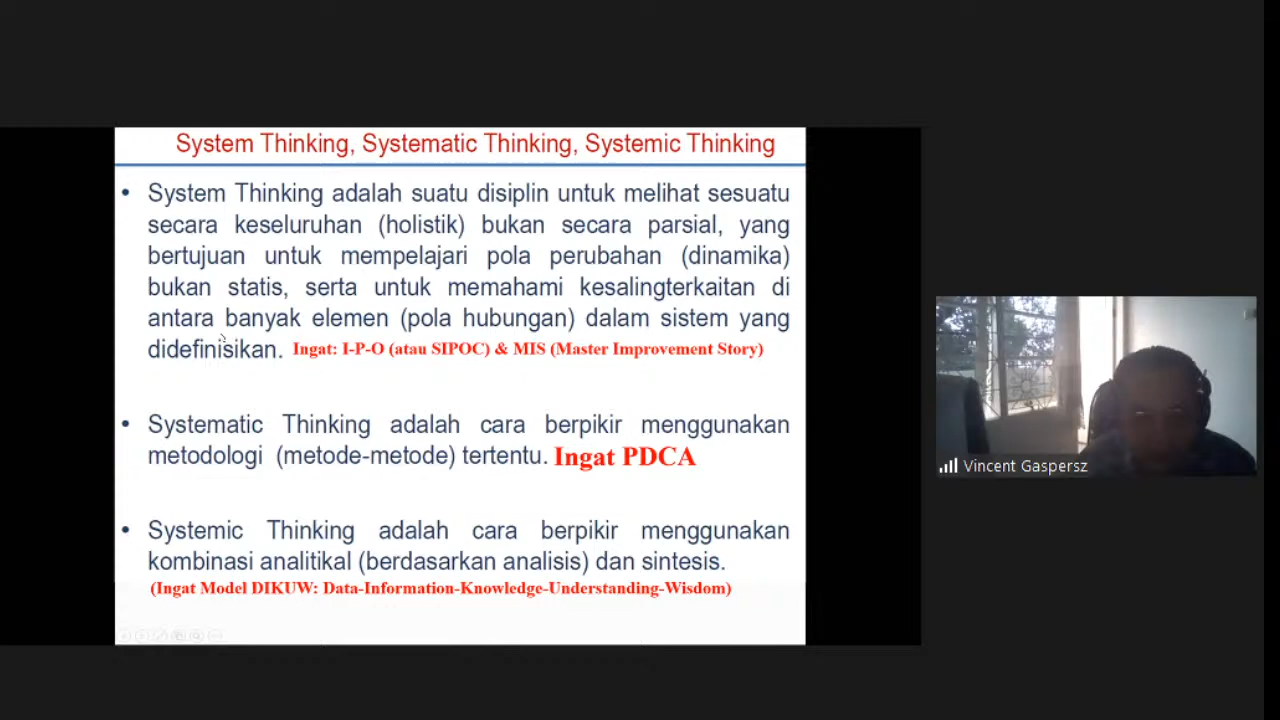 System Thinking, Systematic Thinking, Systemic Thinking
• System Thinking adalah suatu disiplin untuk melihat sesuatu
secara keseluruhan (holistik) bukan secara parsial, yang
bertujuan untuk mempelajari pola perubahan (dinamika)
bukan statis, serta untuk memahami kesalingterkaitan di
antara banyak elemen (pola hubungan) dalam sistem yang
didefinisikan. Ingat: I-P-O (atau SIPOC) & MIS (Master Improvement Story)
• Systematic Thinking adalah cara berpikir menggunakan
metodologi (metode-metode) tertentu. Ingat PDCA
• Systemic Thinking adalah cara berpikir menggunakan
kombinasi analitikal (berdasarkan analisis) dan sintesis.
(Ingat Model DIKUW: Data-Information-Knowledge-Understanding-Wisdom)
Vincent Gaspersz